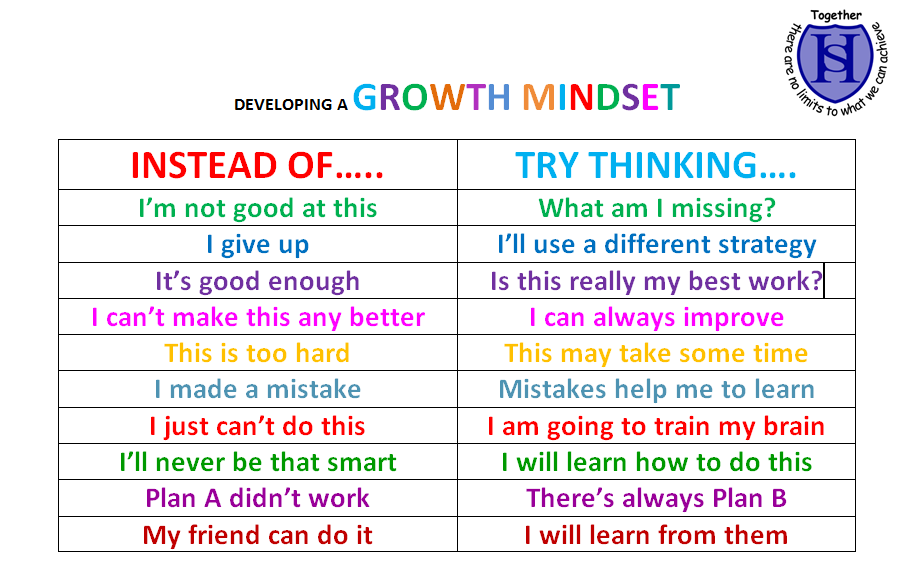 Together
there are no limits to what we can achieve
HS
DEVELOPING A GROWTH MINDSET
INSTEAD OF….. TRY THINKING….
I’m not good at this What am I missing?
I give up I’ll use a different strategy
It’s good enough Is this really my best work?
I can’t make this any better I can always improve
This is too hard This may take some time
I made a mistake Mistakes help me to learn
I just can’t do this I am going to train my brain
I’ll never be that smart I will learn how to do this
Plan A didn’t work There’s always Plan B
My friend can do it I will learn from them